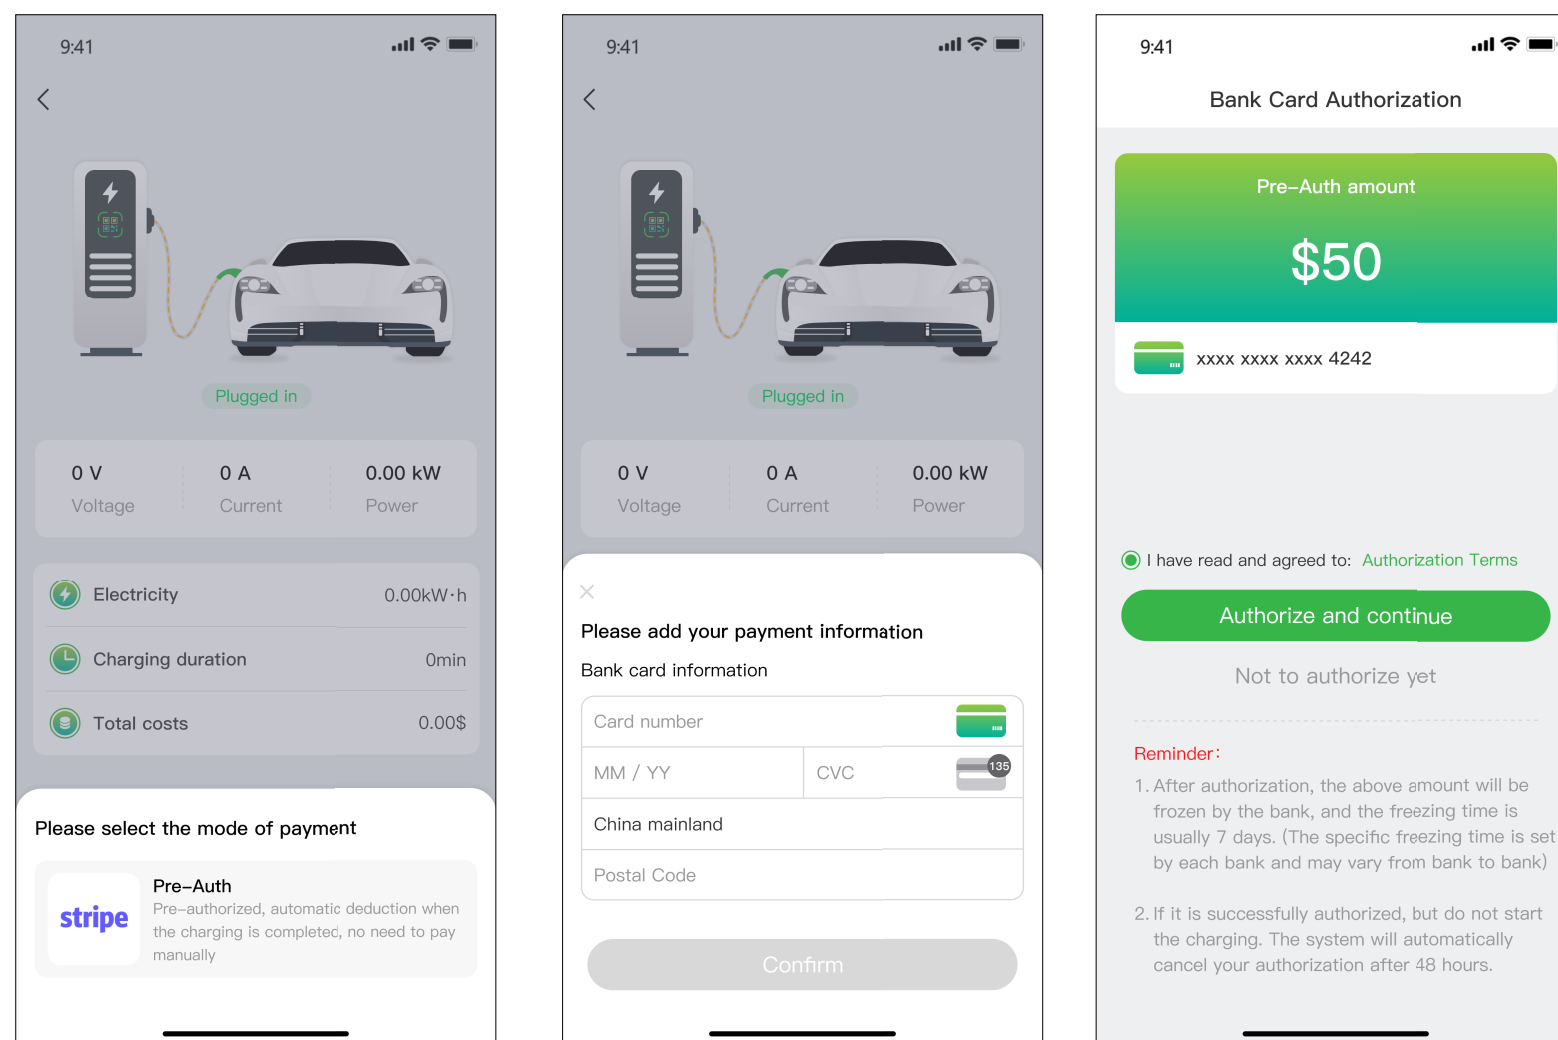 9:41
Plugged in
0 V
0 A
0.00 kW
Voltage
Current
Power
Electricity
0.00kW·h
Charging duration
0min
Total costs
0.00$
Please select the mode of payment
stripe
Pre-Auth
Pre-authorized, automatic deduction when
the charging is completed, no need to pay
manually
9:41
Plugged in
0 V
0 A
0.00 kW
Voltage
Current
Power
Please add your payment information
Bank card information
Card number
MM / YY
CVC
135
China mainland
Postal Code
Confirm
9:41
Bank Card Authorization
Pre-Auth amount
$50
xxxx xxxx xxxx 4242
I have read and agreed to: Authorization Terms
Authorize and continue
Not to authorize yet
Reminder:
1. After authorization, the above amount will be
frozen by the bank, and the freezing time is
usually 7 days. (The specific freezing time is set
by each bank and may vary from bank to bank)
2. If it is successfully authorized, but do not start
the charging. The system will automatically
cancel your authorization after 48 hours.